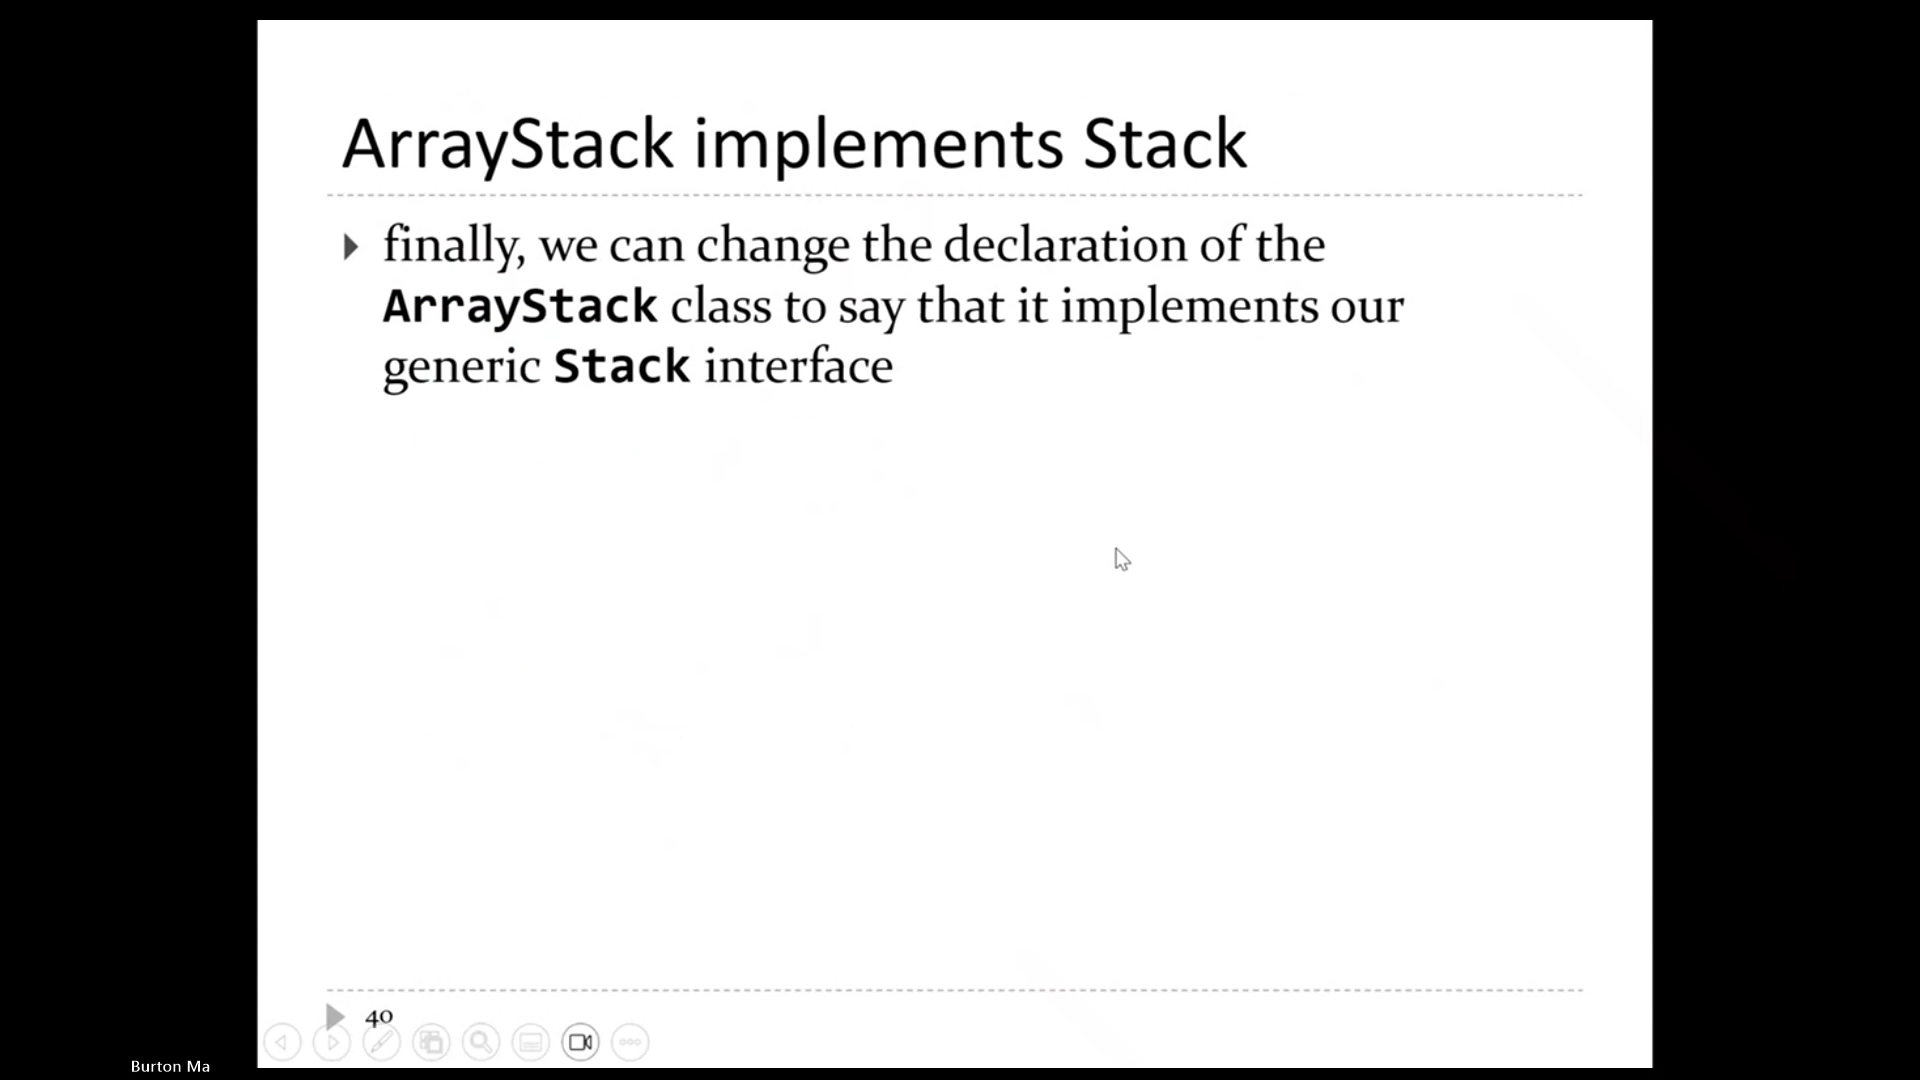 ArrayStack implements Stack
finally, we can change the declaration of the
ArrayStack class to say that it implements our
generic Stack interface
40
Burton Ma